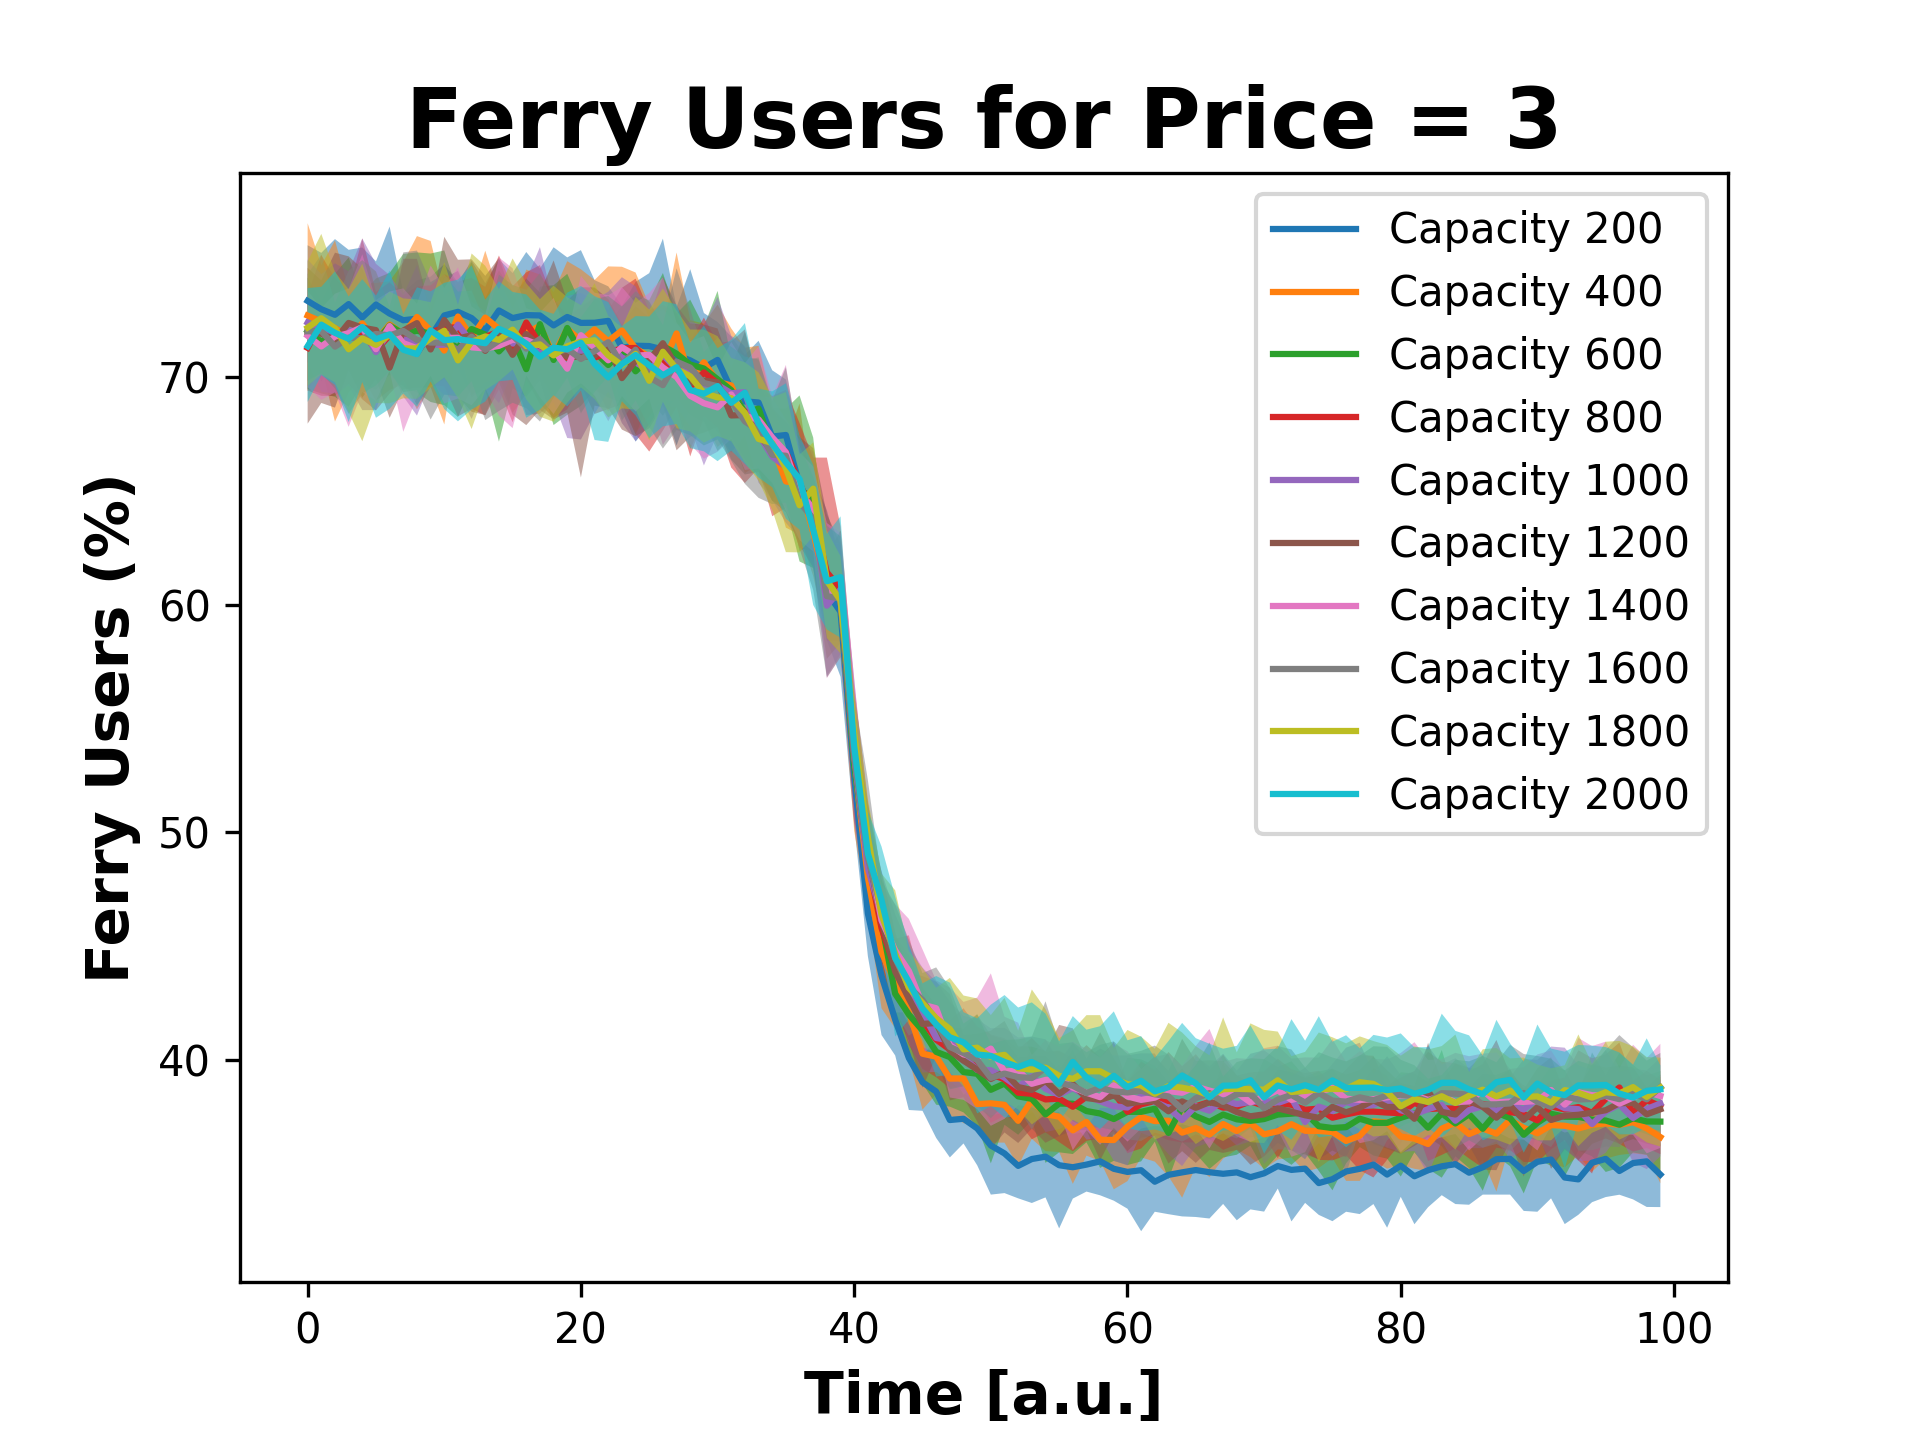 Ferry Users for Price = 3
Ferry Users (%)
70
60
50
40
Capacity 200
Capacity 400
Capacity 600
Capacity 800
Capacity 1000
Capacity 1200
Capacity 1400
Capacity 1600
Capacity 1800
Capacity 2000
0 20 40 60 80 100
Time [a.u.]